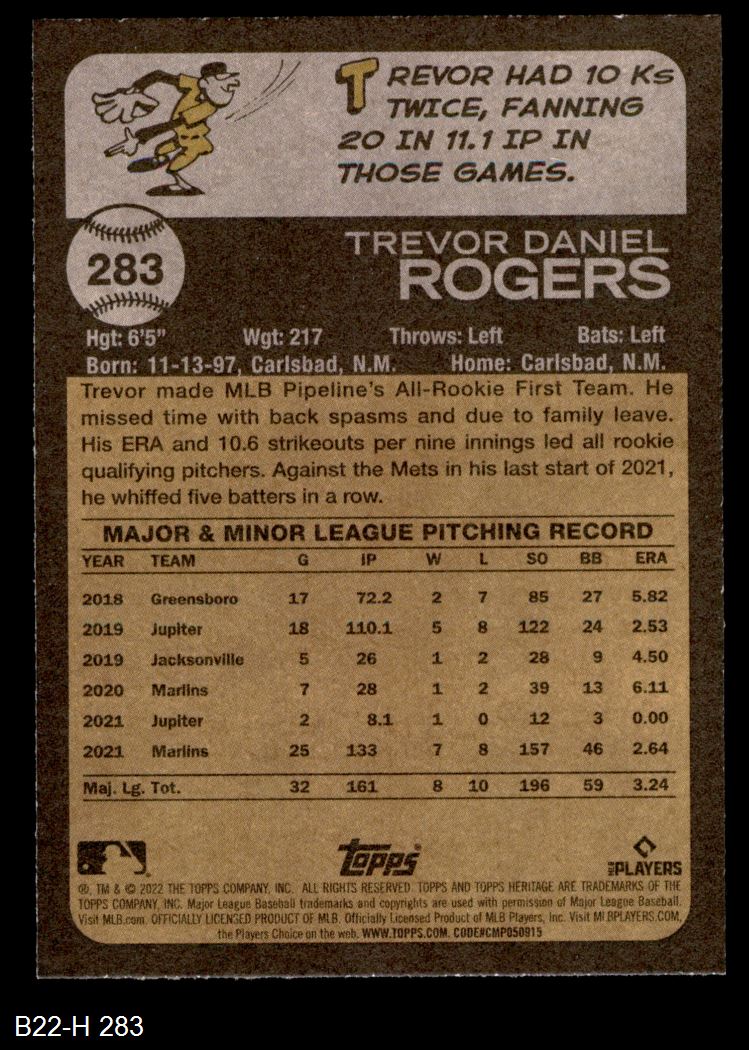 TREVOR HAD 10 Ks
TWICE, FANNING
20 IN 11.1 IP IN
THOSE GAMES.
283
TREVOR DANIEL
ROGERS
Hgt: 6'5" Wgt: 217 Throws: Left Bats: Left
Born: 11-13-97, Carlsbad, N.M. Home: Carlsbad, N.M.
Trevor made MLB Pipeline's All-Rookie First Team. He
missed time with back spasms and due to family leave.
His ERA and 10.6 strikeouts per nine innings led all rookie
qualifying pitchers. Against the Mets in his last start of 2021,
he whiffed five batters in a row.
MAJOR & MINOR LEAGUE PITCHING RECORD
YEAR TEAM G IP W L SO BB ERA
2018 Greensboro 17 72.2 2 7 85 27 5.82
2019 Jupiter 18 110.1 5 8 122 24 2.53
2019 Jacksonville 5 26 1 2 28 9 4.50
2020 Marlins 7 28 1 2 39 13 6.11
2021 Jupiter 2 8.1 1 0 12 3 0.00
2021 Marlins 25 133 7 8 157 46 2.64
Maj. Lg. Tot. 32 161 8 10 196 59 3.24
topps
MLB PLAYERS
®, TM & © 2022 THE TOPPS COMPANY, INC. ALL RIGHTS RESERVED. TOPPS AND TOPPS HERITAGE ARE TRADEMARKS OF THE
TOPPS COMPANY, INC. Major League Baseball trademarks and copyrights are used with permission of Major League Baseball.
Visit MLB.com. OFFICIALLY LICENSED PRODUCT OF MLB. Officially Licensed Product of MLB Players, Inc. Visit MLBPLAYERS.COM,
the Players Choice on the web. WWW.TOPPS.COM. CODE#CMP050915
B22-H 283